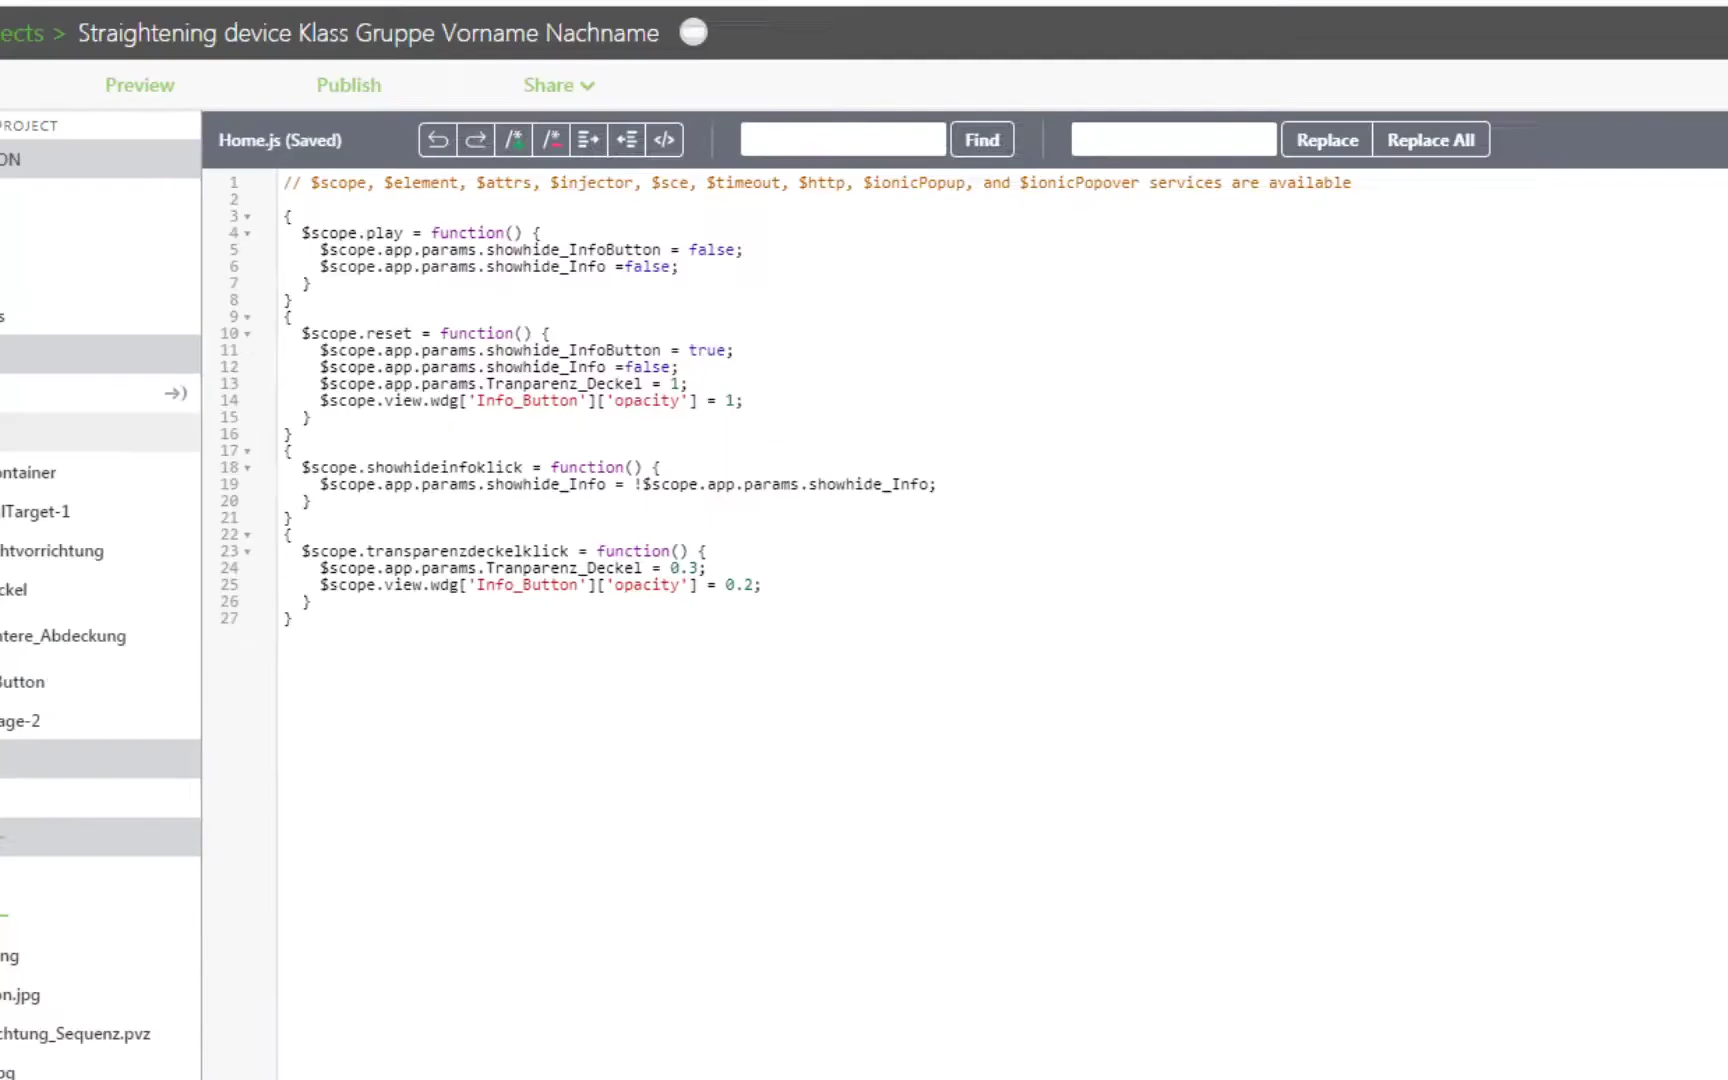 ects > Straightening device Klass Gruppe Vorname Nachname
Preview Publish Share
PROJECT
ON
s
ontainer
lTarget-1
htvorrichtung
ckel
ntere_Abdeckung
Button
age-2
ng
on.jpg
chtung_Sequenz.pvz
pg
Home.js (Saved) Find Replace Replace All
1 // $scope, $element, $attrs, $injector, $sce, $timeout, $http, $ionicPopup, and $ionicPopover services are available
2
3 {
4 $scope.play = function() {
5 $scope.app.params.showhide_InfoButton = false;
6 $scope.app.params.showhide_Info =false;
7 }
8 }
9 {
10 $scope.reset = function() {
11 $scope.app.params.showhide_InfoButton = true;
12 $scope.app.params.showhide_Info =false;
13 $scope.app.params.Tranparenz_Deckel = 1;
14 $scope.view.wdg['Info_Button']['opacity'] = 1;
15 }
16 }
17 {
18 $scope.showhideinfoklick = function() {
19 $scope.app.params.showhide_Info = !$scope.app.params.showhide_Info;
20 }
21 }
22 {
23 $scope.transparenzdeckelklick = function() {
24 $scope.app.params.Tranparenz_Deckel = 0.3;
25 $scope.view.wdg['Info_Button']['opacity'] = 0.2;
26 }
27 }